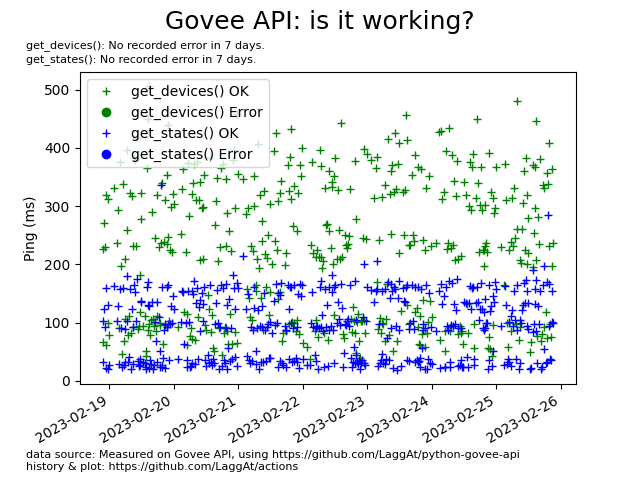 Govee API: is it working?
get_devices(): No recorded error in 7 days.
get_states(): No recorded error in 7 days.
get_devices() OK
get_devices() Error
get_states() OK
get_states() Error
Ping (ms)
500
400
300
200
100
0
2023-02-19
2023-02-20
2023-02-21
2023-02-22
2023-02-23
2023-02-24
2023-02-25
2023-02-26
data source: Measured on Govee API, using https://github.com/LaggAt/python-govee-api
history & plot: https://github.com/LaggAt/actions